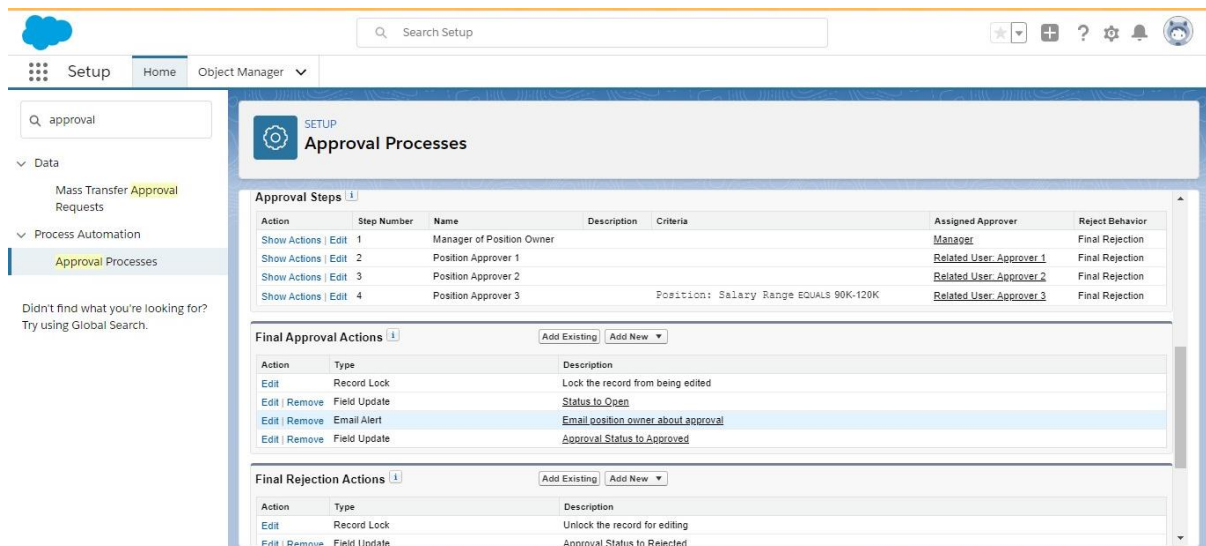 Search Setup
Setup Home Object Manager
approval
Data
Mass Transfer Approval
Requests
Process Automation
Approval Processes
Didn't find what you're looking for?
Try using Global Search.
SETUP
Approval Processes
Approval Steps i
Action Step Number Name Description Criteria Assigned Approver Reject Behavior
Show Actions | Edit 1 Manager of Position Owner Manager Final Rejection
Show Actions | Edit 2 Position Approver 1 Related User: Approver 1 Final Rejection
Show Actions | Edit 3 Position Approver 2 Related User: Approver 2 Final Rejection
Show Actions | Edit 4 Position Approver 3 Position: Salary Range EQUALS 90K-120K Related User: Approver 3 Final Rejection
Final Approval Actions i Add Existing Add New
Action Type Description
Edit Record Lock Lock the record from being edited
Edit | Remove Field Update Status to Open
Edit | Remove Email Alert Email position owner about approval
Edit | Remove Field Update Approval Status to Approved
Final Rejection Actions i Add Existing Add New
Action Type Description
Edit Record Lock Unlock the record for editing
Edit | Remove Field Update Approval Status to Rejected